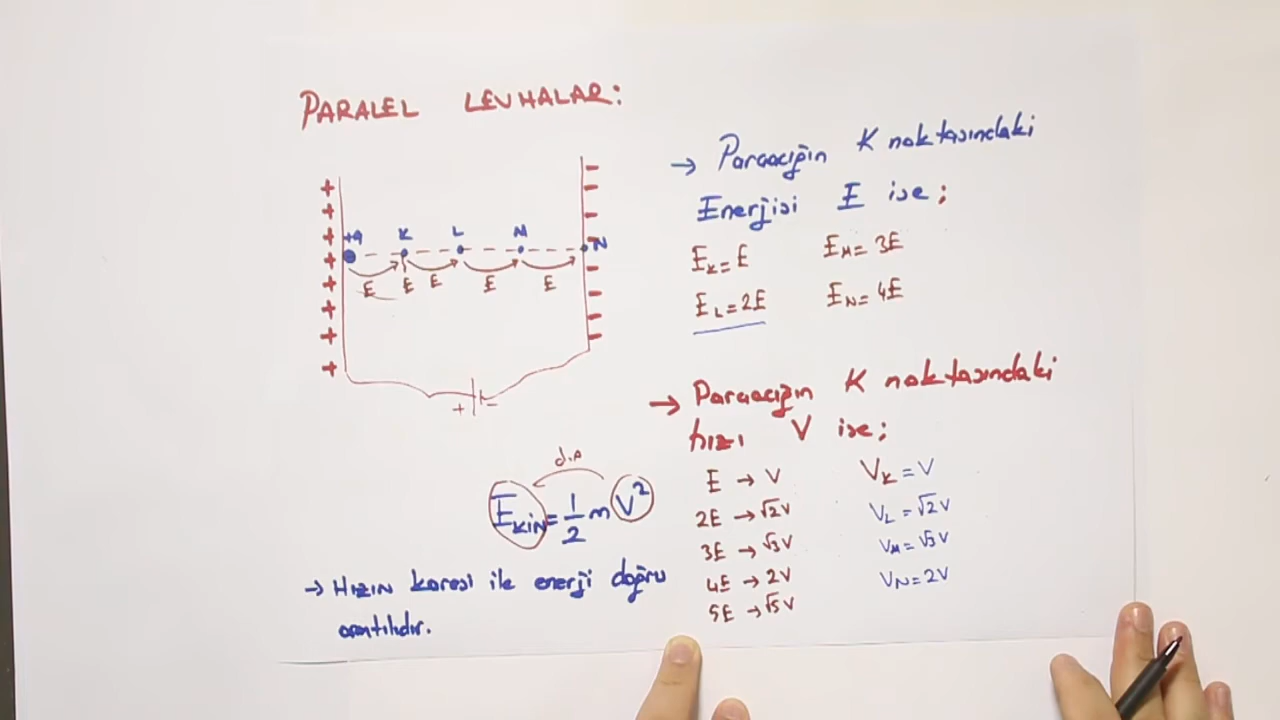 PARALEL LEVHALAR:
+ + + + + + + +
- - - - - - - -
+q K L M N
E E E E E
+ -
→ Parçacığın K noktasındaki
Enerjisi E ise;
E_K = E E_M = 3E
E_L = 2E E_N = 4E
→ Parçacığın K noktasındaki
hızı V ise;
E → V V_K = V
2E → √2V V_L = √2V
3E → √3V V_M = √3V
4E → 2V V_N = 2V
5E → √5V
d.o
E_KİN = 1/2 m V²
→ Hızın karesi ile enerji doğru
orantılıdır.